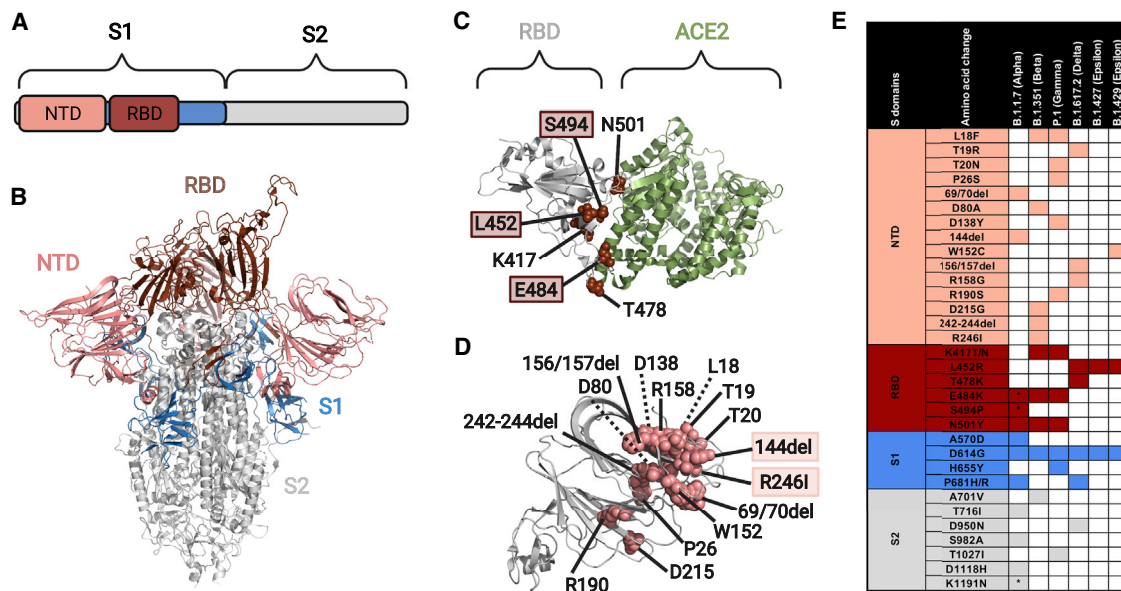 A
S1
S2
NTD
RBD
B
RBD
NTD
S1
S2
C
RBD
ACE2
S494
N501
L452
K417
E484
T478
D
156/157del
D138
L18
D80
R158
T19
T20
242-244del
144del
R246I
69/70del
W152
P26
D215
R190
E
S domains
Amino acid change
B.1.1.7 (Alpha)
B.1.351 (Beta)
P.1 (Gamma)
B.1.617.2 (Delta)
B.1.427 (Epsilon)
B.1.429 (Epsilon)
NTD
L18F
T19R
T20N
P26S
69/70del
D80A
D138Y
144del
W152C
156/157del
R158G
R190S
D215G
242-244del
R246I
RBD
K417T/N
L452R
T478K
E484K *
S494P *
N501Y
S1
A570D
D614G
H655Y
P681H/R
S2
A701V
T716I
D950N
S982A
T1027I
D1118H
K1191N *